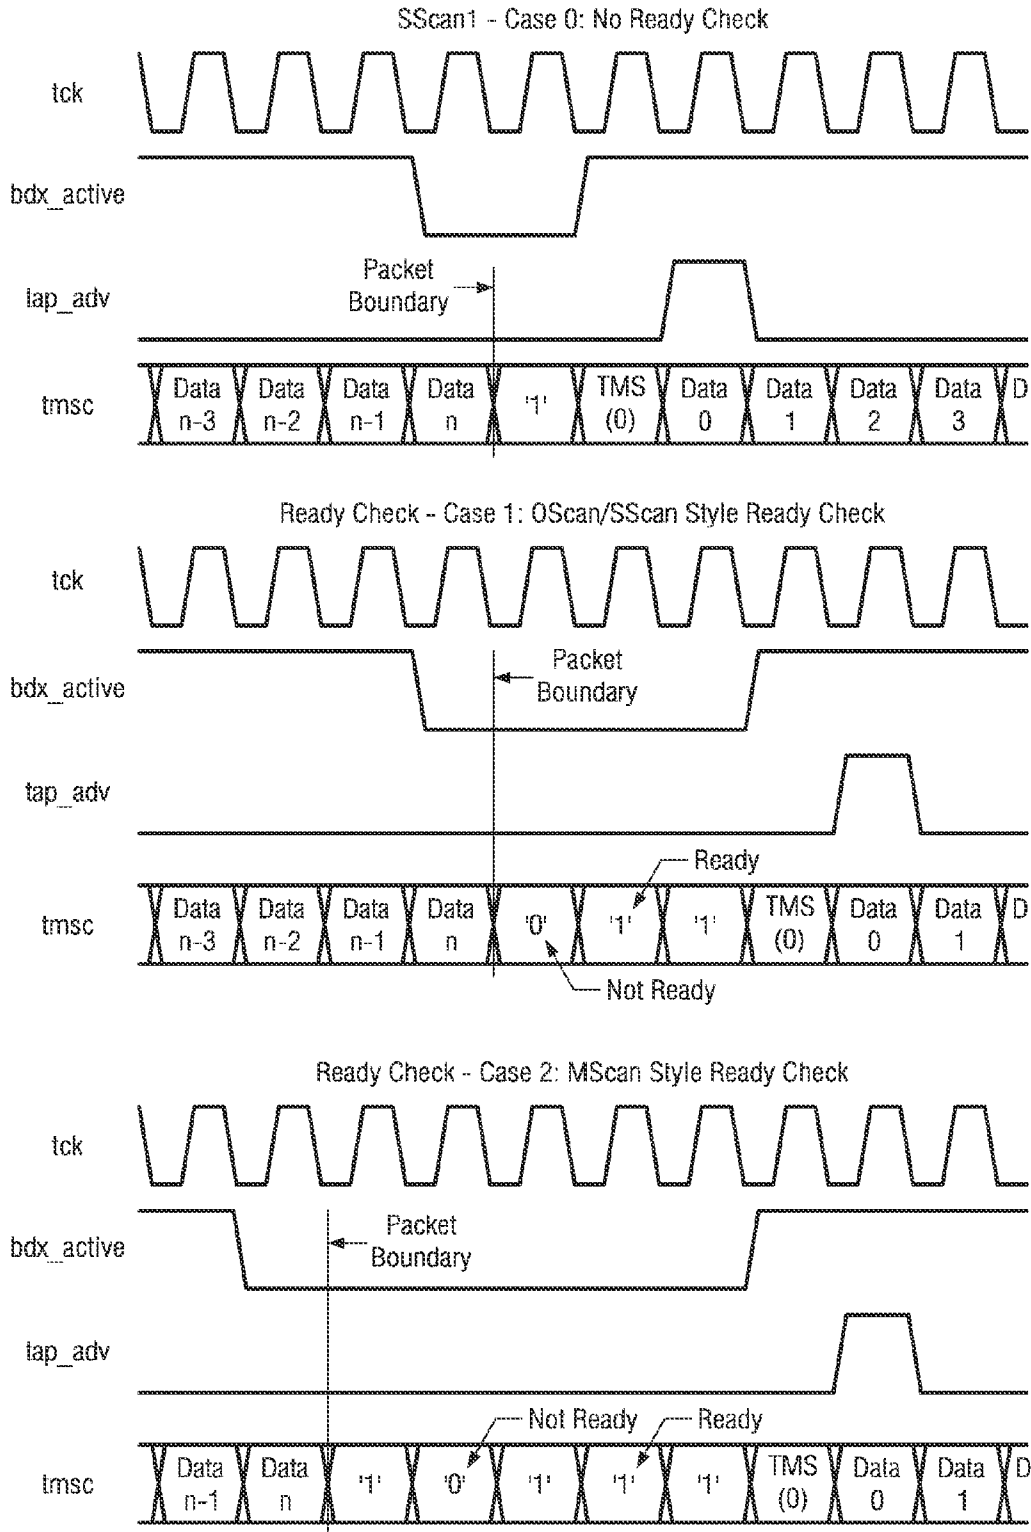 SScan1 - Case 0: No Ready Check
tck
bdx_active
Packet
Boundary
tap_adv
tmsc
Data n-3 Data n-2 Data n-1 Data n '1' TMS (0) Data 0 Data 1 Data 2 Data 3 D
Ready Check - Case 1: OScan/SScan Style Ready Check
tck
bdx_active
Packet
Boundary
tap_adv
Ready
tmsc
Data n-3 Data n-2 Data n-1 Data n '0' '1' '1' TMS (0) Data 0 Data 1 D
Not Ready
Ready Check - Case 2: MScan Style Ready Check
tck
bdx_active
Packet
Boundary
tap_adv
Not Ready Ready
tmsc
Data n-1 Data n '1' '0' '1' '1' '1' TMS (0) Data 0 Data 1 D